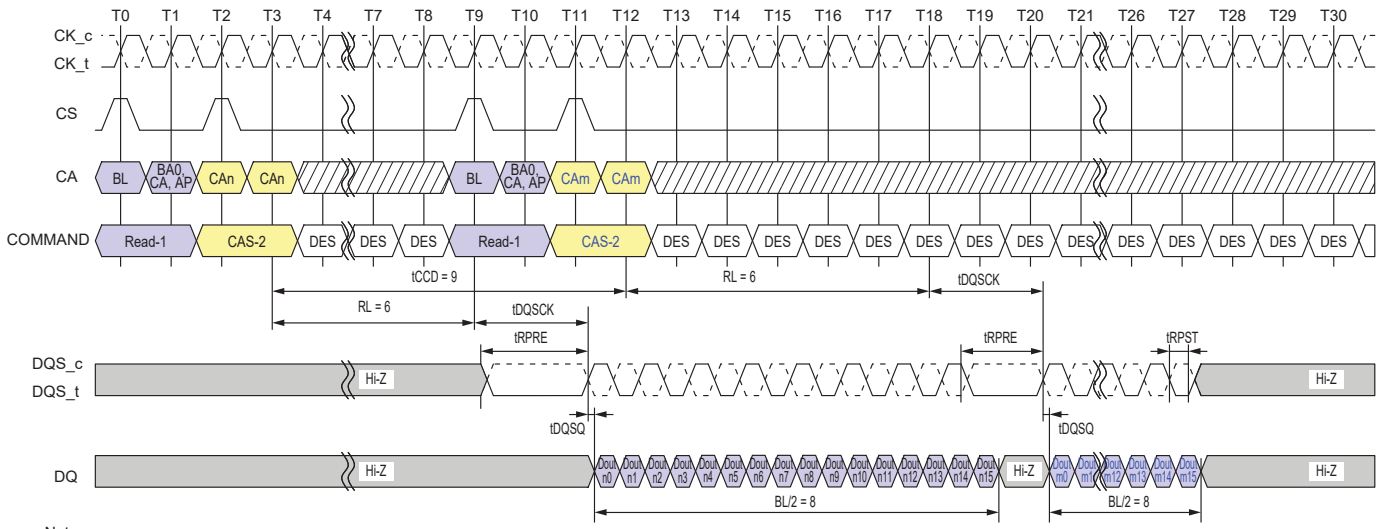 T0 T1 T2 T3 T4 T7 T8 T9 T10 T11 T12 T13 T14 T15 T16 T17 T18 T19 T20 T21 T26 T27 T28 T29 T30
CK_c
CK_t
CS
CA BL BA0, CA, AP CAn CAn BL BA0, CA, AP CAm CAm
COMMAND Read-1 CAS-2 DES DES DES Read-1 CAS-2 DES DES DES DES DES DES DES DES DES DES DES DES DES DES
tCCD = 9 RL = 6 tDQSCK
RL = 6 tDQSCK
tRPRE tRPRE tRPST
DQS_c
DQS_t
Hi-Z Hi-Z
tDQSQ tDQSQ
DQ Hi-Z Dout n0 Dout n1 Dout n2 Dout n3 Dout n4 Dout n5 Dout n6 Dout n7 Dout n8 Dout n9 Dout n10 Dout n11 Dout n12 Dout n13 Dout n14 Dout n15 Hi-Z Dout m0 Dout m1 Dout m12 Dout m13 Dout m14 Dout m15 Hi-Z
BL/2 = 8 BL/2 = 8